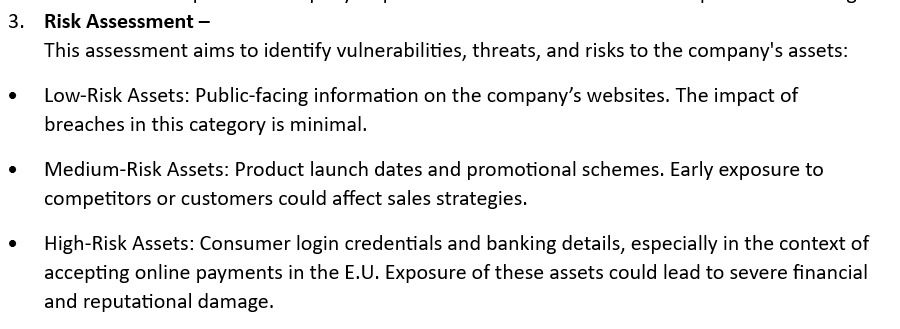 3. Risk Assessment –
This assessment aims to identify vulnerabilities, threats, and risks to the company's assets:
• Low-Risk Assets: Public-facing information on the company’s websites. The impact of
breaches in this category is minimal.
• Medium-Risk Assets: Product launch dates and promotional schemes. Early exposure to
competitors or customers could affect sales strategies.
• High-Risk Assets: Consumer login credentials and banking details, especially in the context of
accepting online payments in the E.U. Exposure of these assets could lead to severe financial
and reputational damage.